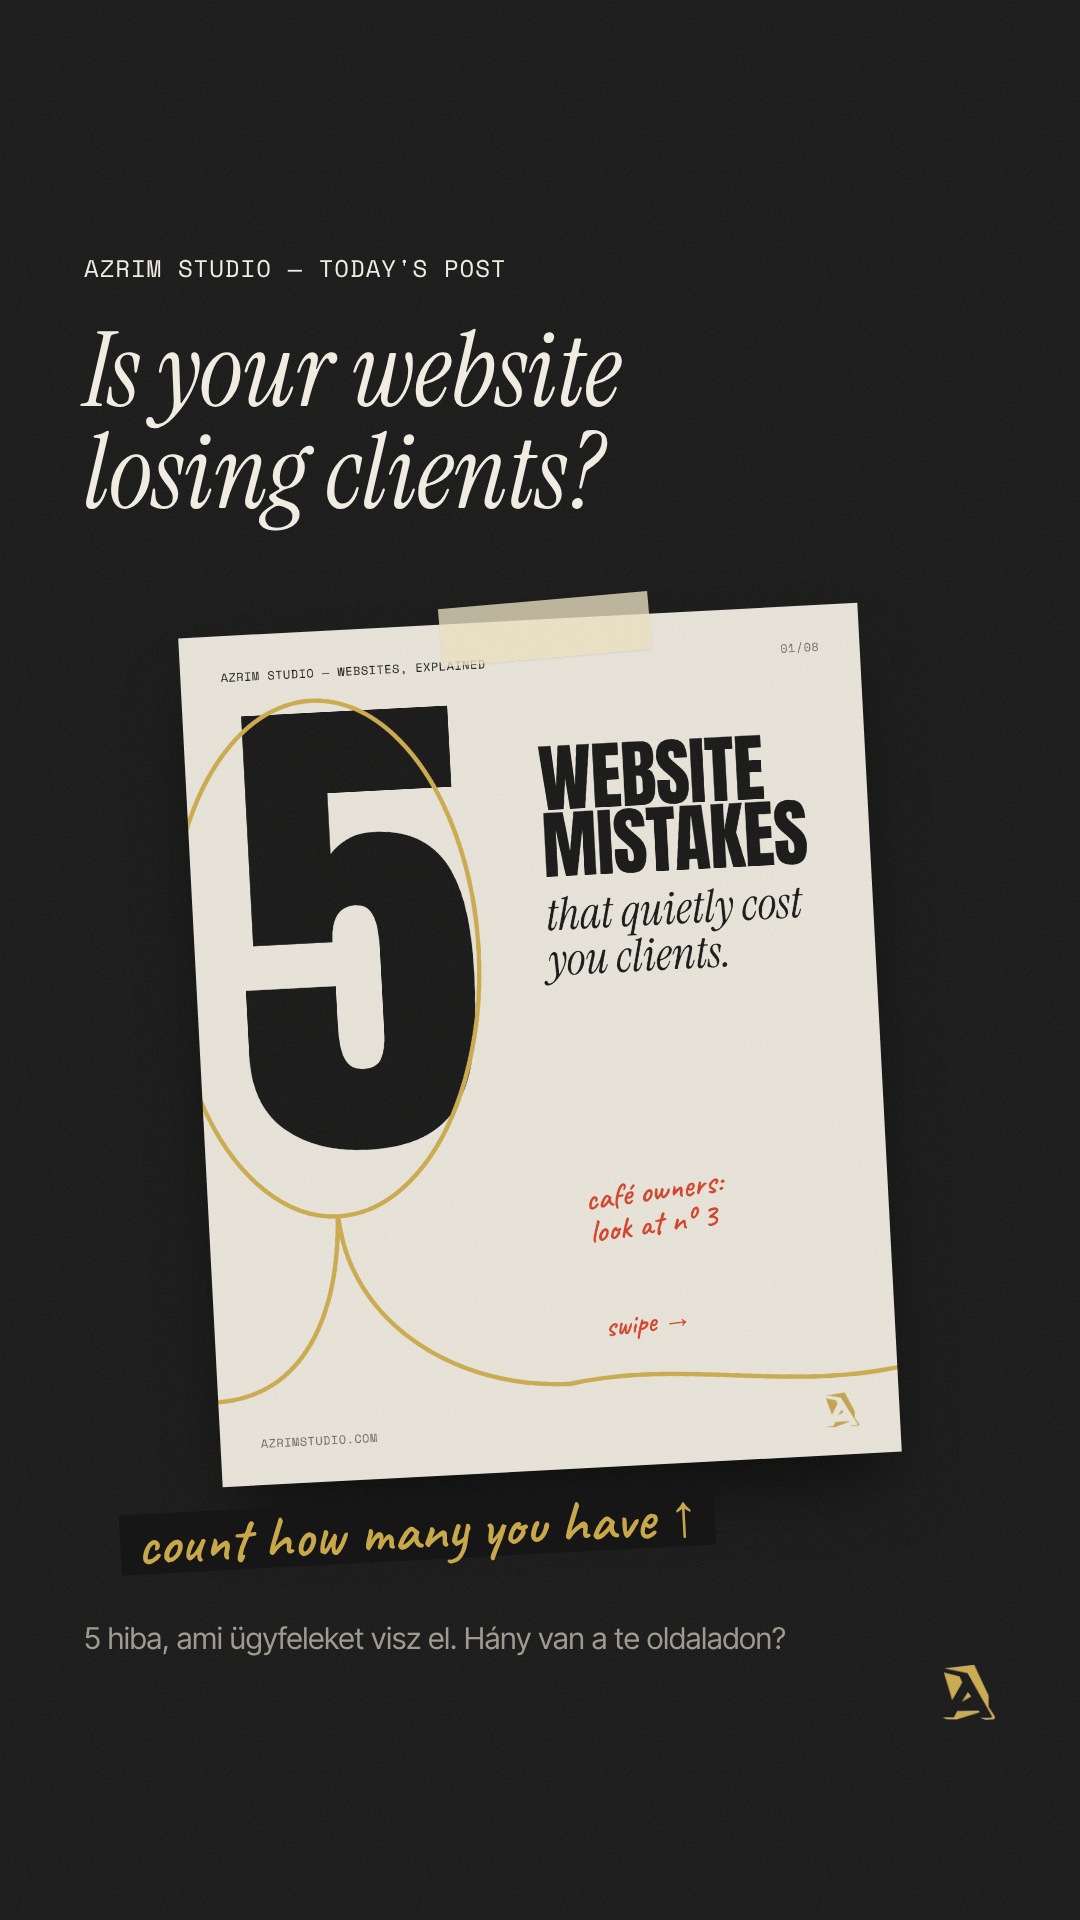 AZRIM STUDIO — TODAY'S POST
Is your website
losing clients?
AZRIM STUDIO — WEBSITES, EXPLAINED
01/08
5
WEBSITE
MISTAKES
that quietly cost
you clients.
café owners:
look at nº 3
swipe →
AZRIMSTUDIO.COM
count how many you have ↑
5 hiba, ami ügyfeleket visz el. Hány van a te oldaladon?